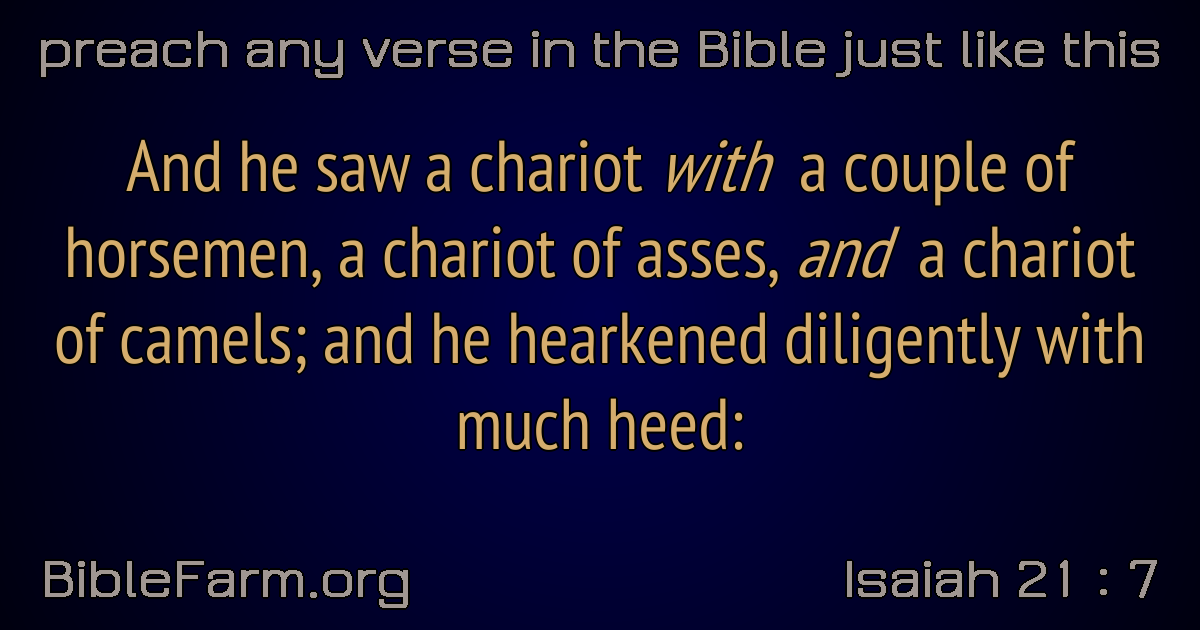 preach any verse in the Bible just like this
And he saw a chariot with a couple of
horsemen, a chariot of asses, and a chariot
of camels; and he hearkened diligently with
much heed:
BibleFarm.org
Isaiah 21 : 7